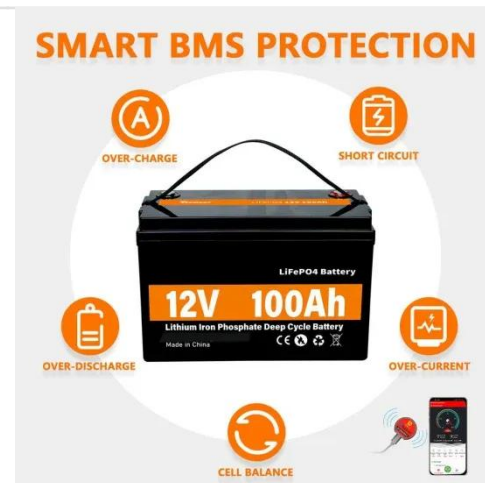 SMART BMS PROTECTION
A
OVER-CHARGE
SHORT CIRCUIT
LiFePO4 Battery
12V 100Ah
Lithium Iron Phosphate Deep Cycle Battery
Made in China
CE
OVER-DISCHARGE
OVER-CURRENT
CELL BALANCE